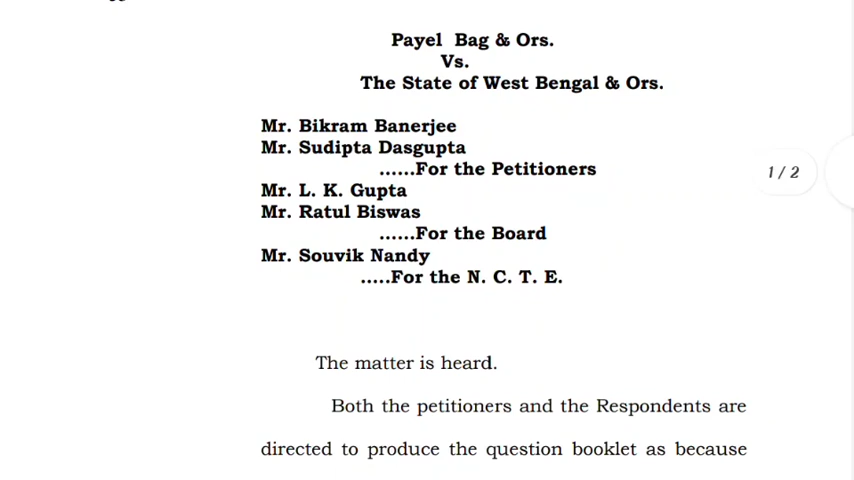 Payel Bag & Ors.
Vs.
The State of West Bengal & Ors.
Mr. Bikram Banerjee
Mr. Sudipta Dasgupta
......For the Petitioners
Mr. L. K. Gupta
Mr. Ratul Biswas
......For the Board
Mr. Souvik Nandy
.....For the N. C. T. E.
1 / 2
The matter is heard.
Both the petitioners and the Respondents are
directed to produce the question booklet as because